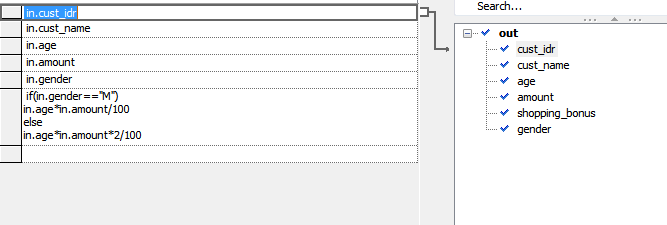 in.cust_idr
in.cust_name
in.age
in.amount
in.gender
if(in.gender=="M")
in.age*in.amount/100
else
in.age*in.amount*2/100
Search...
out
cust_idr
cust_name
age
amount
shopping_bonus
gender